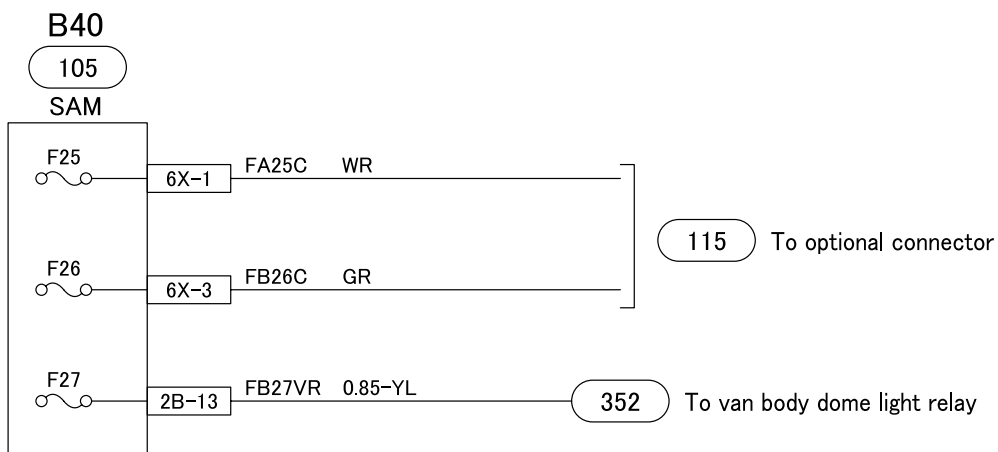 B40
105
SAM
F25
6X-1
FA25C WR
F26
6X-3
FB26C GR
115 To optional connector
F27
2B-13
FB27VR 0.85-YL
352 To van body dome light relay